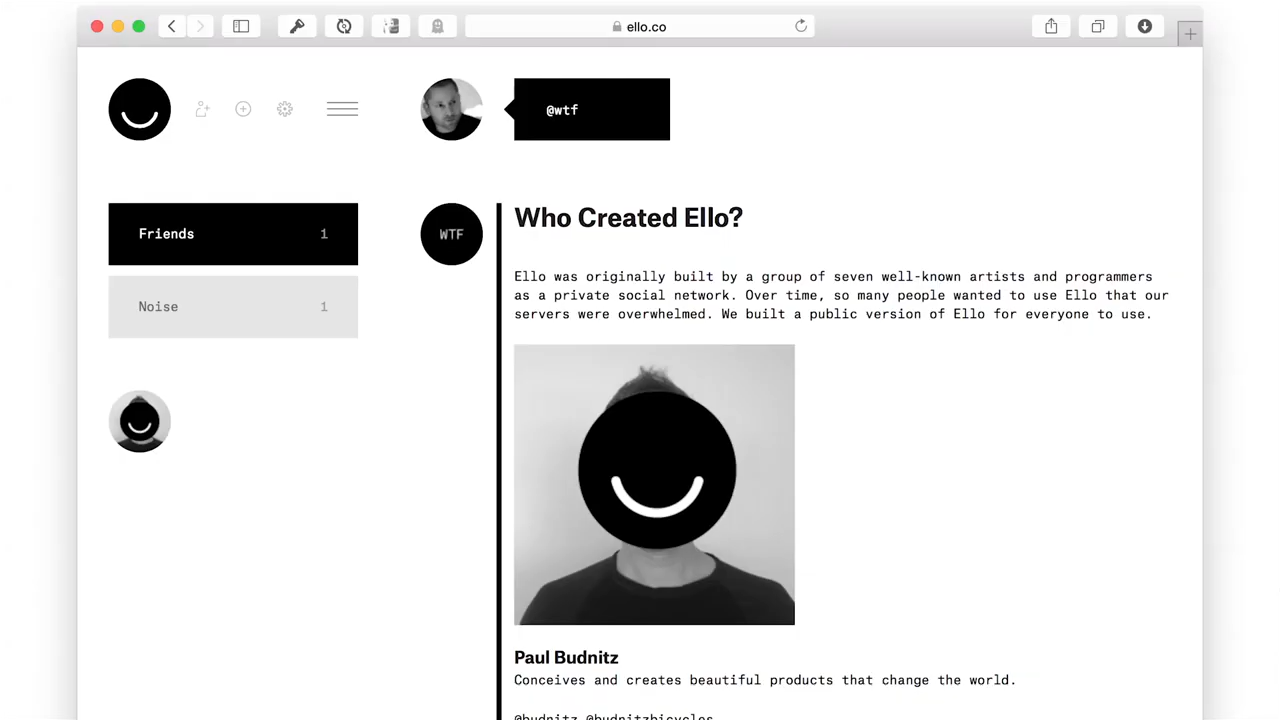 ello.co
@wtf
Friends 1
Noise 1
WTF
Who Created Ello?
Ello was originally built by a group of seven well-known artists and programmers
as a private social network. Over time, so many people wanted to use Ello that our
servers were overwhelmed. We built a public version of Ello for everyone to use.
Paul Budnitz
Conceives and creates beautiful products that change the world.
@budnitz @budnitzbicycles